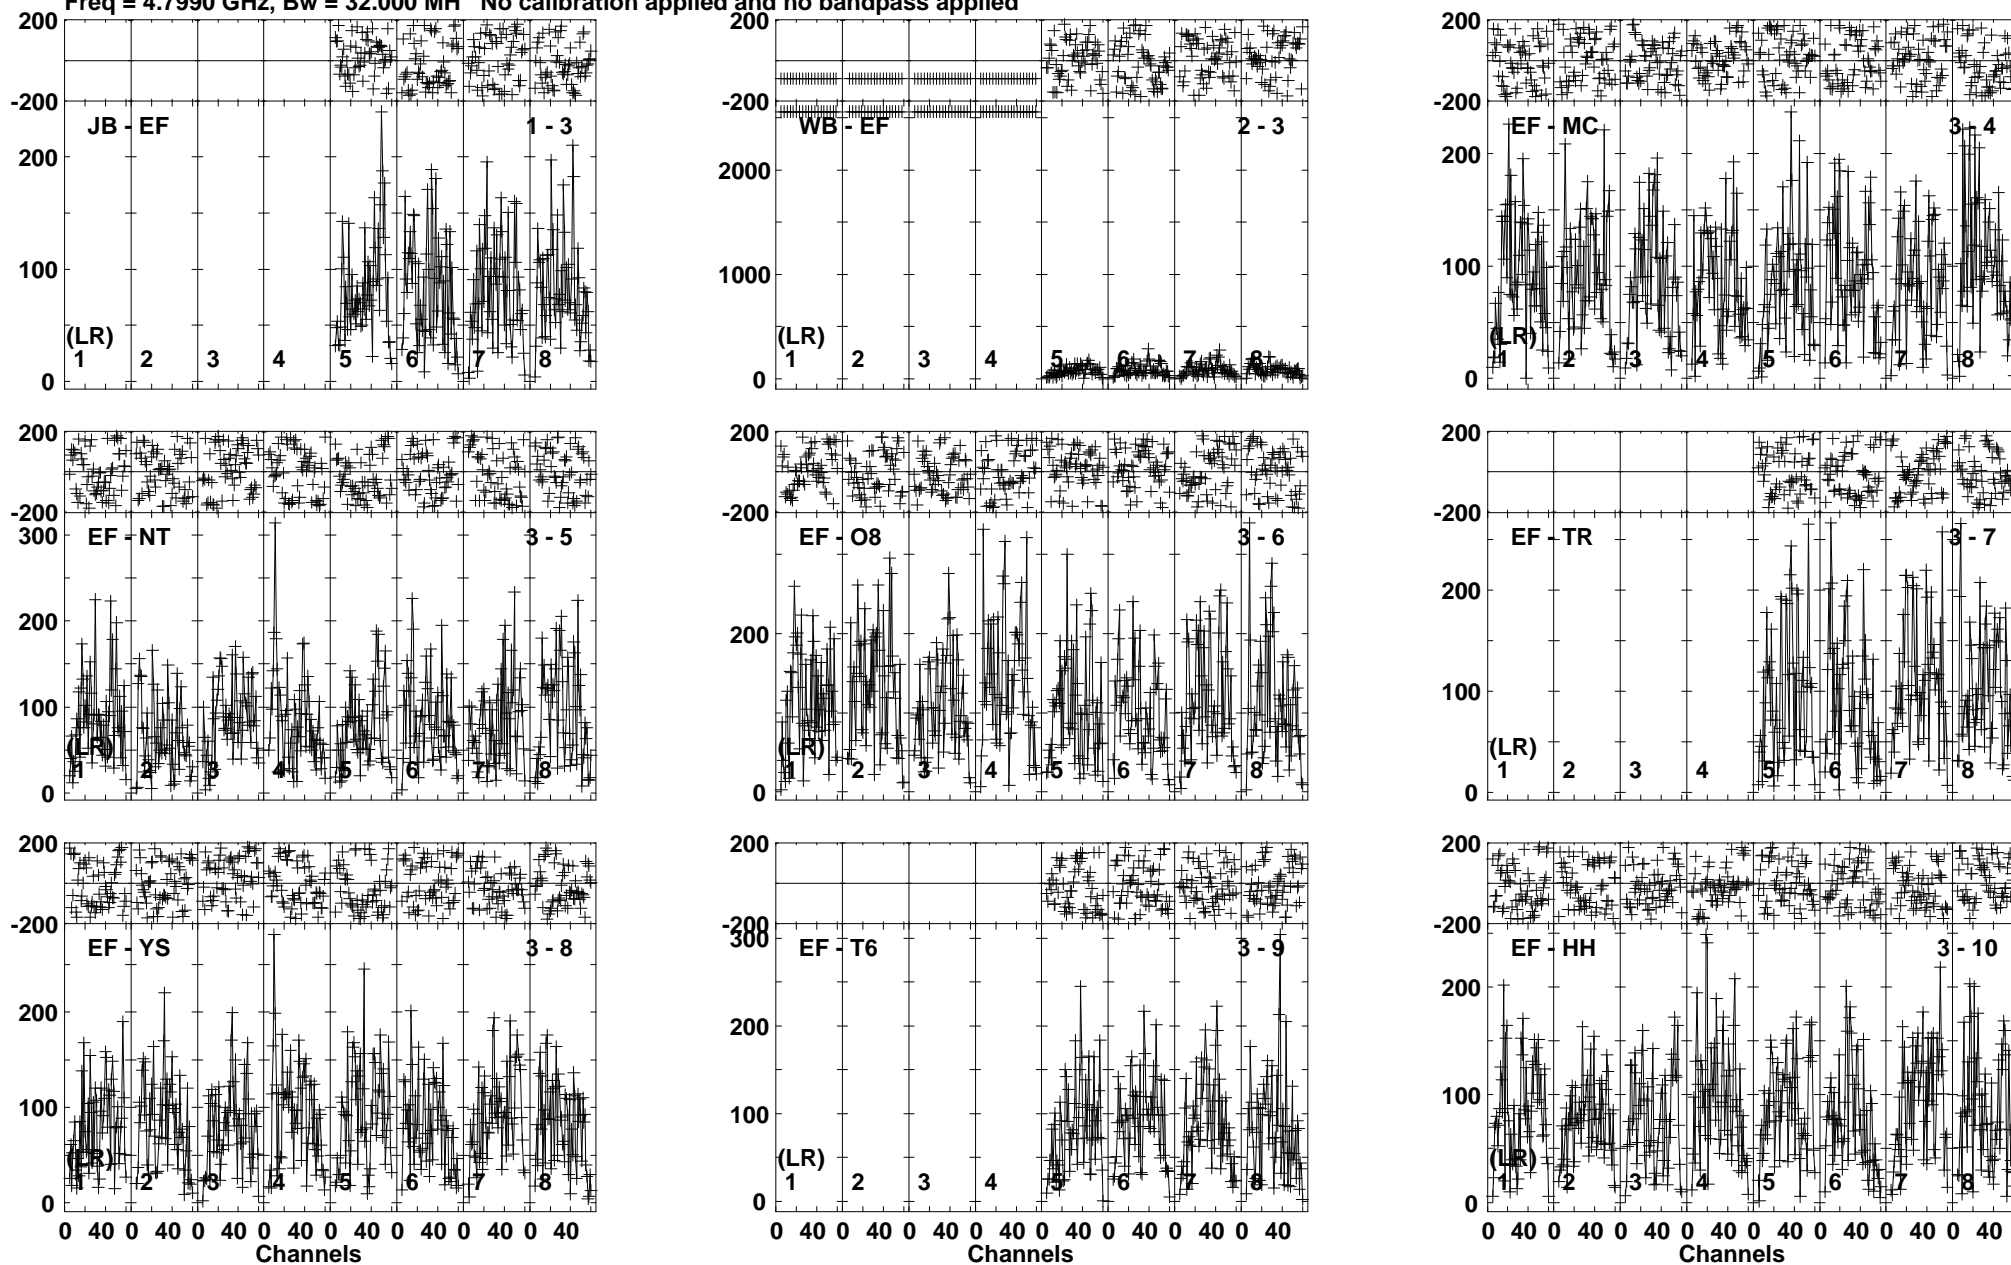 Freq = 4.7990 GHz, Bw = 32.000 MH No calibration applied and no bandpass applied
200 200 200
-200 -200 -200
JB - EF 1 - 3 WB - EF 2 - 3 EF - MC 3 - 4
200 2000 200
100 1000 100
(LR) (LR) (LR)
1 2 3 4 5 6 7 8 1 2 3 4 5 6 7 8 1 2 3 4 5 6 7 8
0 0 0
200 200 200
-200 -200 -200
300
EF - NT 3 - 5 EF - O8 3 - 6 EF - TR 3 - 7
200 200 200
100 100
(LR) (LR) (LR)
1 2 3 4 5 6 7 8 1 2 3 4 5 6 7 8 1 2 3 4 5 6 7 8
0 0 0
200 200 200
-200 -200 -200
300
EF - YS 3 - 8 EF - T6 3 - 9 EF - HH 3 - 10
200 200 200
100 100 100
(LR) (LR) (LR)
1 2 3 4 5 6 7 8 1 2 3 4 5 6 7 8 1 2 3 4 5 6 7 8
0 0 0
0 40 0 40 0 40 0 40 0 40 0 40 0 40 0 40 0 40 0 40 0 40 0 40 0 40 0 40 0 40 0 40 0 40 0 40 0 40 0 40 0 40 0 40 0 40 0 40
Channels Channels Channels